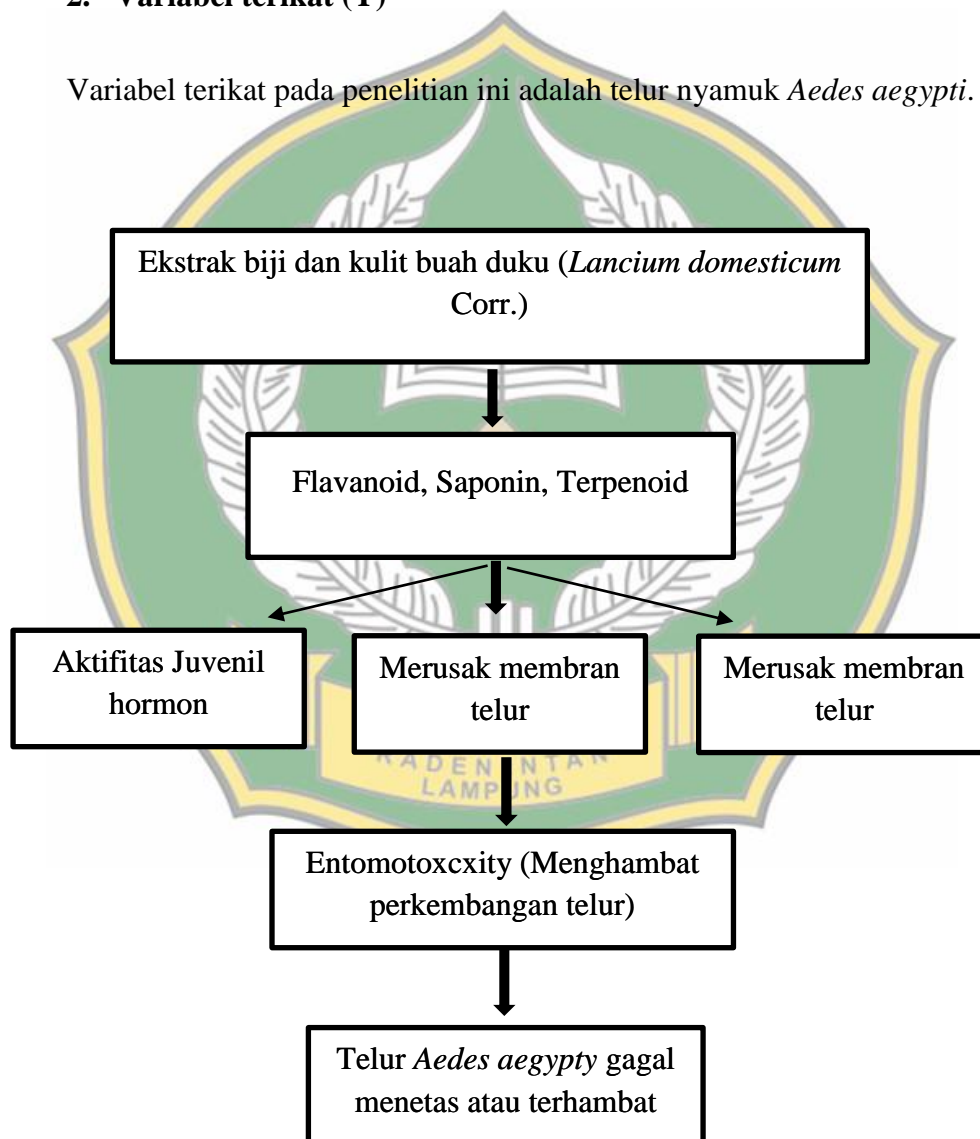 2. Variabel terikat (Y)
Variabel terikat pada penelitian ini adalah telur nyamuk Aedes aegypti.
Ekstrak biji dan kulit buah duku (Lancium domesticum
Corr.)
Flavanoid, Saponin, Terpenoid
Aktifitas Juvenil
hormon
Merusak membran
telur
Merusak membran
telur
RADEN INTAN
LAMPUNG
Entomotoxcxity (Menghambat
perkembangan telur)
Telur Aedes aegypty gagal
menetas atau terhambat